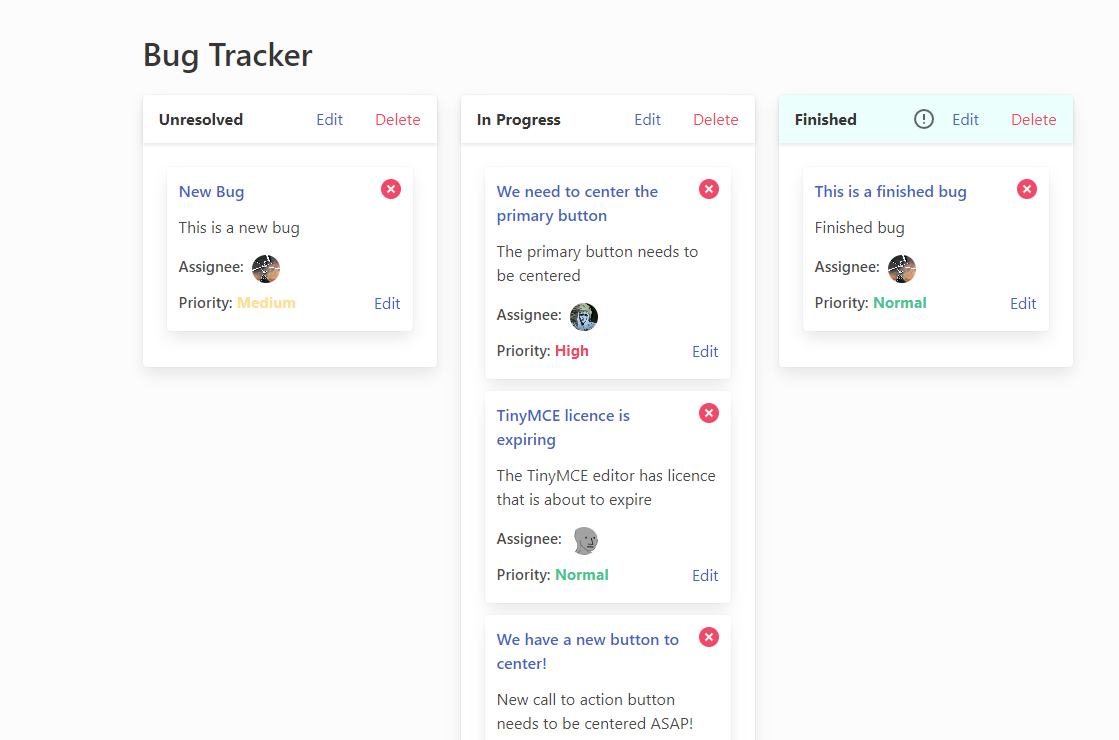 Bug Tracker
Unresolved Edit Delete
New Bug
This is a new bug
Assignee:
Priority: Medium Edit
In Progress Edit Delete
We need to center the
primary button
The primary button needs to
be centered
Assignee:
Priority: High Edit
TinyMCE licence is
expiring
The TinyMCE editor has licence
that is about to expire
Assignee:
Priority: Normal Edit
We have a new button to
center!
New call to action button
needs to be centered ASAP!
Finished Edit Delete
This is a finished bug
Finished bug
Assignee:
Priority: Normal Edit